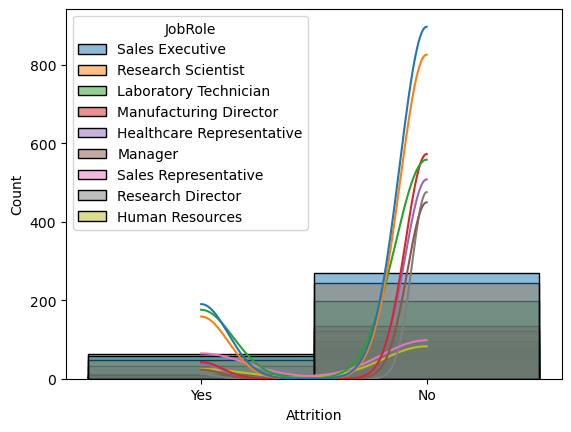 JobRole
Sales Executive
Research Scientist
Laboratory Technician
Manufacturing Director
Healthcare Representative
Manager
Sales Representative
Research Director
Human Resources
800
600
400
200
0
Count
Yes No
Attrition